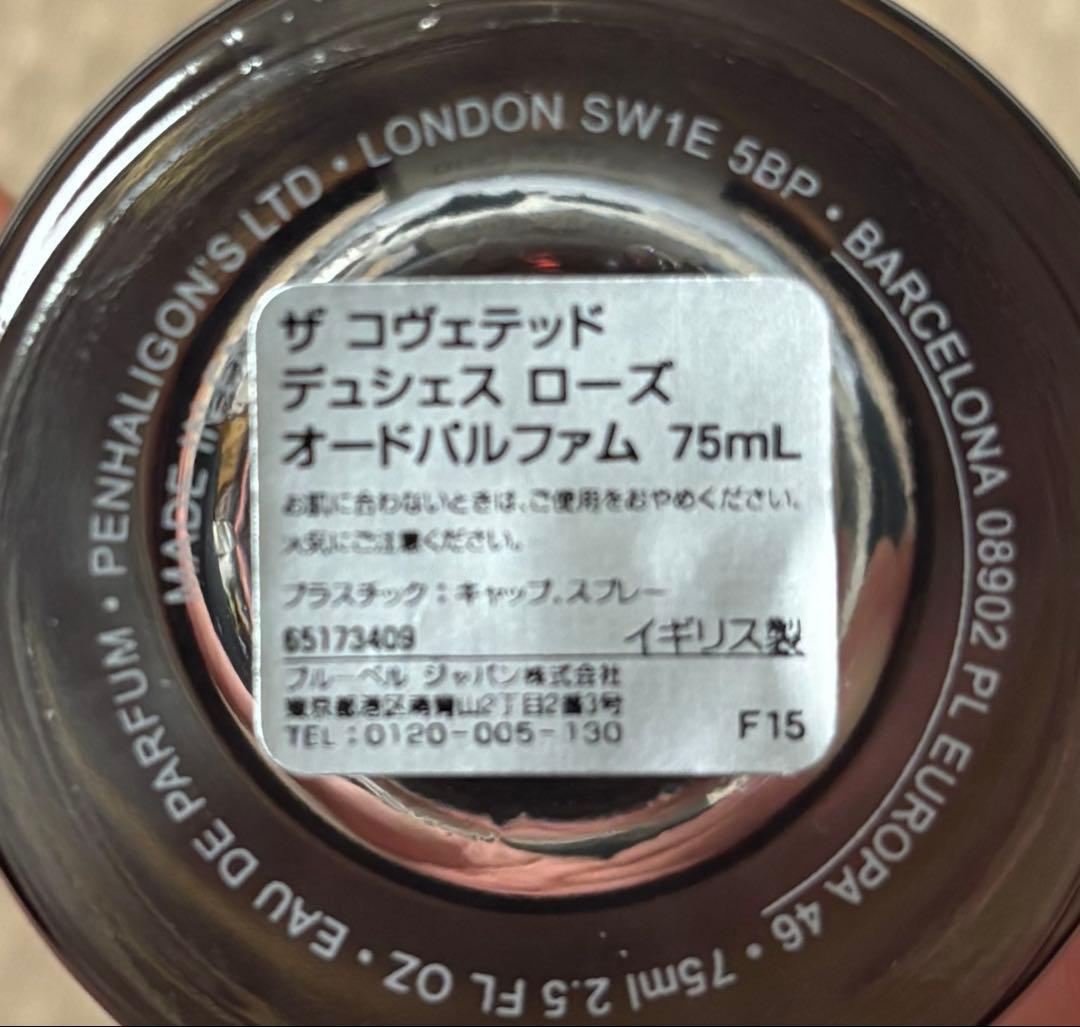 PENHALIGON'S LTD • LONDON SW1E 5BP • BARCELONA 08902 PL EUROPA 46 • 75ml 2.5 FL OZ • EAU DE PARFUM •
MADE IN
ザ コヴェテッド
デュシェス ローズ
オードパルファム 75mL
お肌に合わないときは、ご使用をおやめください。
火気にご注意ください。
プラスチック：キャップ、スプレー
65173409 イギリス製
ブルーベル ジャパン株式会社
東京都港区南青山2丁目2番3号
TEL：0120-005-130 F15